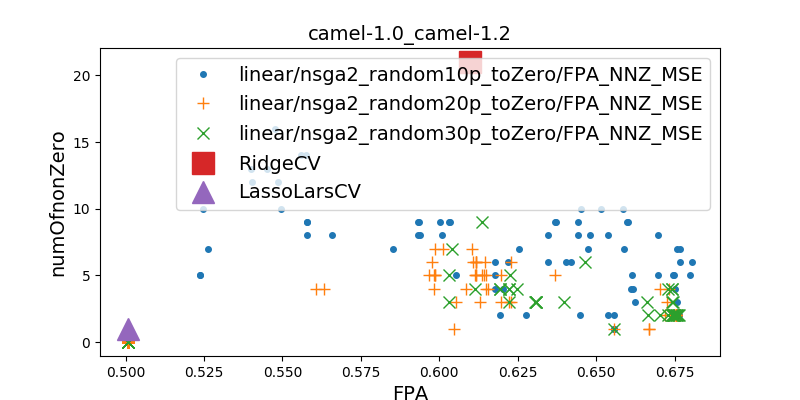 camel-1.0_camel-1.2
linear/nsga2_random10p_toZero/FPA_NNZ_MSE
linear/nsga2_random20p_toZero/FPA_NNZ_MSE
linear/nsga2_random30p_toZero/FPA_NNZ_MSE
RidgeCV
LassoLarsCV
numOfnonZero
20
15
10
5
0
0.500 0.525 0.550 0.575 0.600 0.625 0.650 0.675
FPA